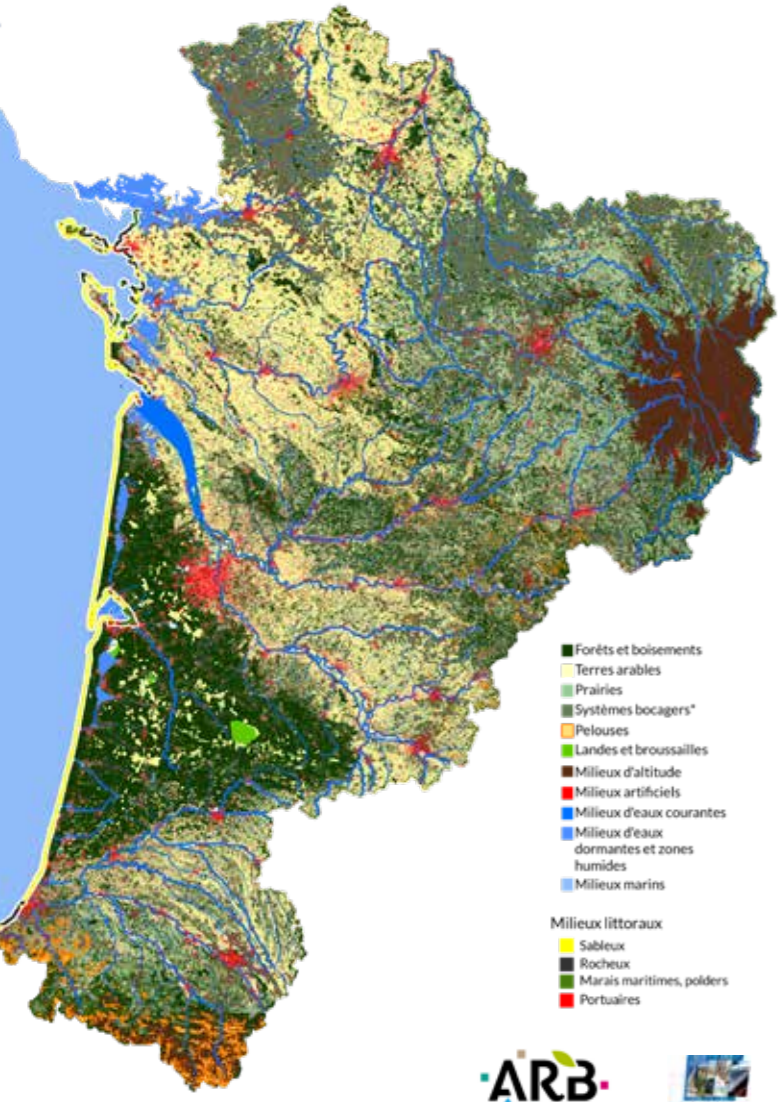 Forêts et boisements
Terres arables
Prairies
Systèmes bocagers*
Pelouses
Landes et broussailles
Milieux d'altitude
Milieux artificiels
Milieux d'eaux courantes
Milieux d'eaux
dormantes et zones
humides
Milieux marins
Milieux littoraux
Sableux
Rocheux
Marais maritimes, polders
Portuaires
ARB